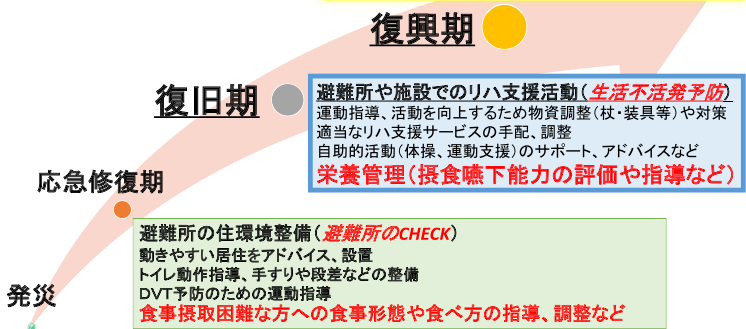 復興期
復旧期
避難所や施設でのリハ支援活動（生活不活発予防）
運動指導、活動を向上するため物資調整（杖・装具等）や対策
適当なリハ支援サービスの手配、調整
自助的活動（体操、運動支援）のサポート、アドバイスなど
栄養管理（摂食嚥下能力の評価や指導など）
応急修復期
避難所の住環境整備（避難所のCHECK）
動きやすい居住をアドバイス、設置
トイレ動作指導、手すりや段差などの整備
DVT予防のための運動指導
食事摂取困難な方への食事形態や食べ方の指導、調整など
発災